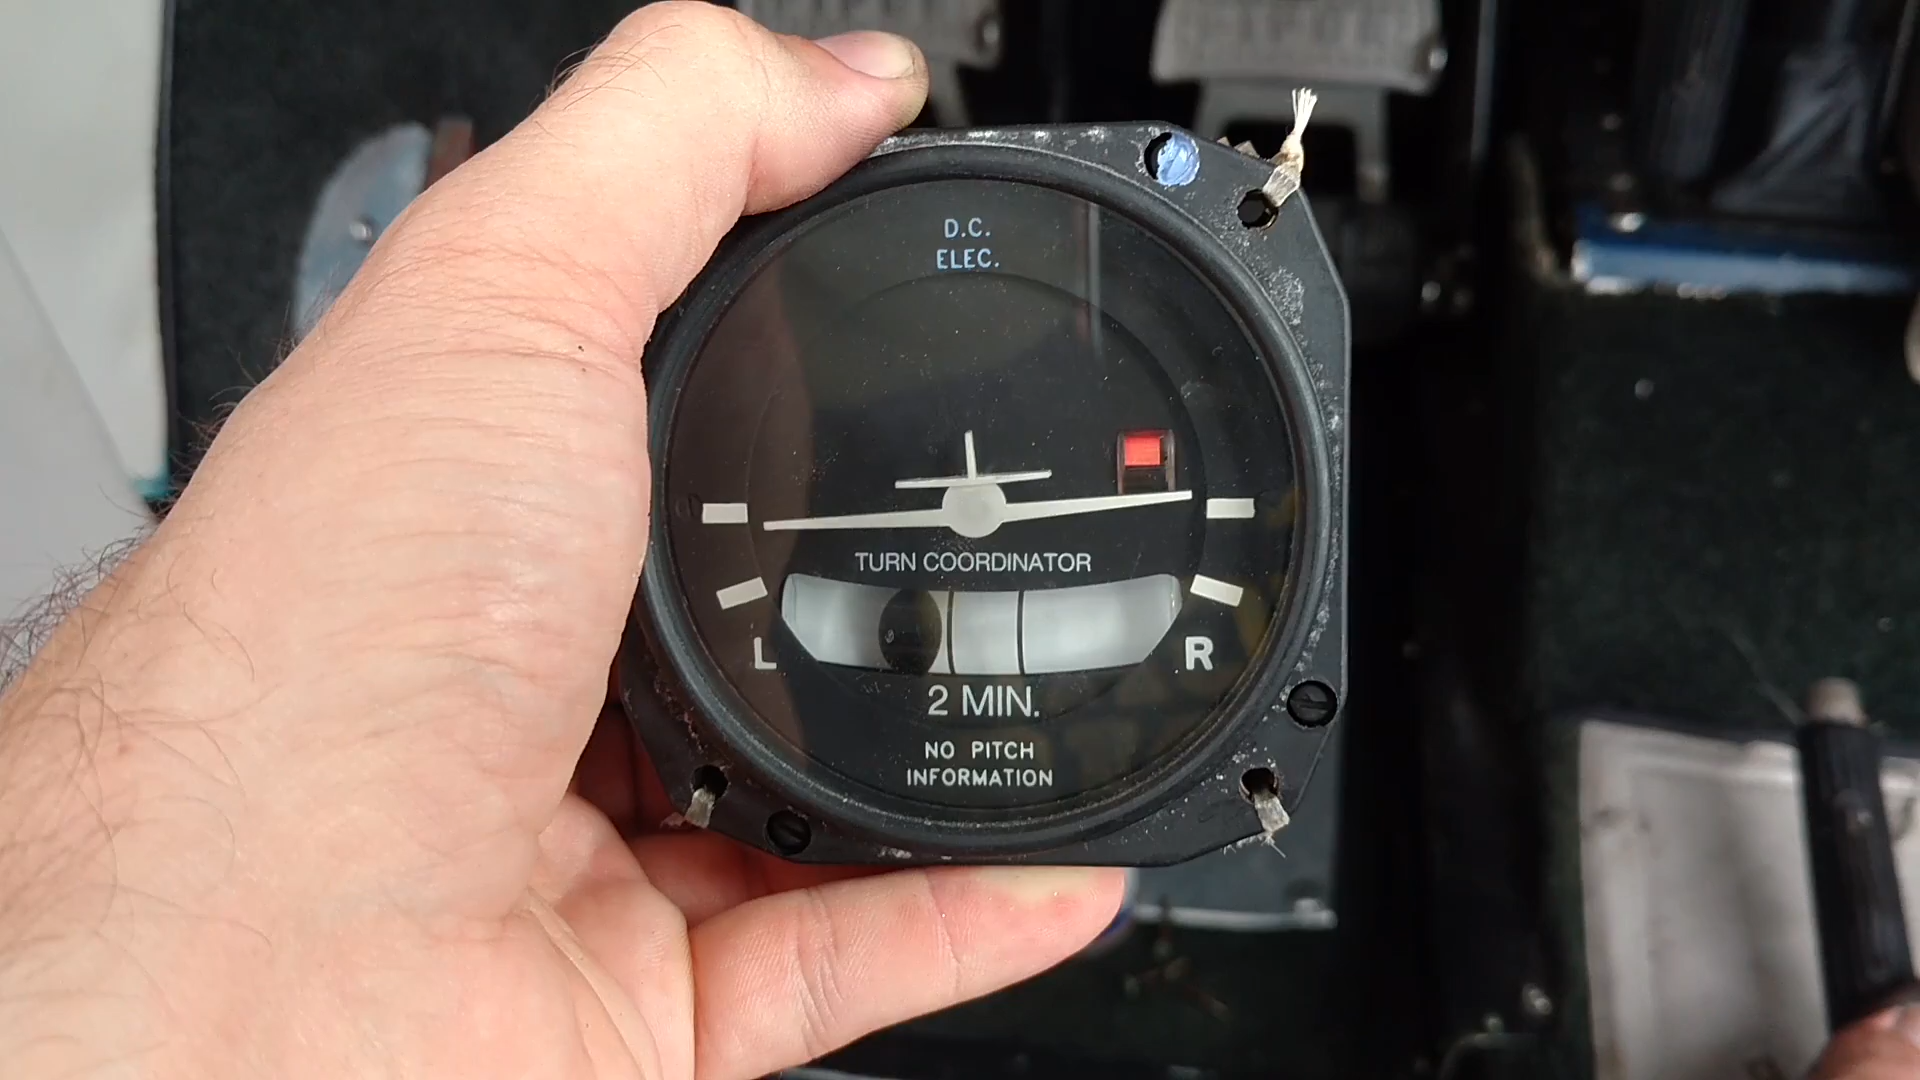 D.C.
ELEC.
TURN COORDINATOR
L R
2 MIN.
NO PITCH
INFORMATION